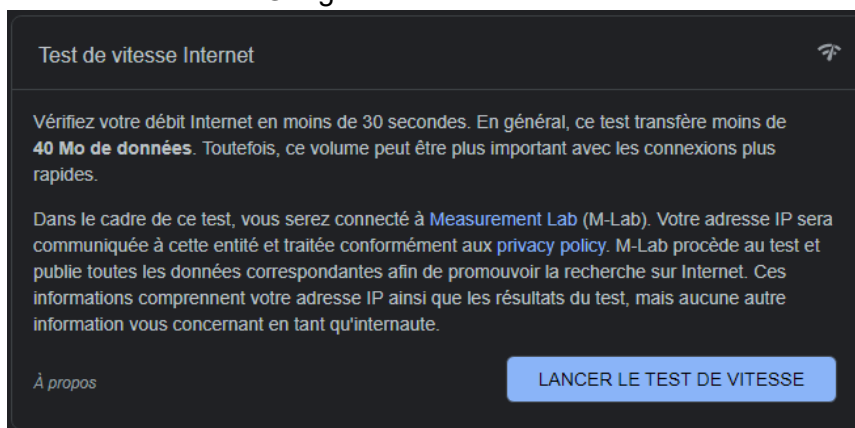 Test de vitesse Internet
Vérifiez votre débit Internet en moins de 30 secondes. En général, ce test transfère moins de
40 Mo de données. Toutefois, ce volume peut être plus important avec les connexions plus
rapides.
Dans le cadre de ce test, vous serez connecté à Measurement Lab (M-Lab). Votre adresse IP sera
communiquée à cette entité et traitée conformément aux privacy policy. M-Lab procède au test et
publie toutes les données correspondantes afin de promouvoir la recherche sur Internet. Ces
informations comprennent votre adresse IP ainsi que les résultats du test, mais aucune autre
information vous concernant en tant qu'internaute.
À propos
LANCER LE TEST DE VITESSE